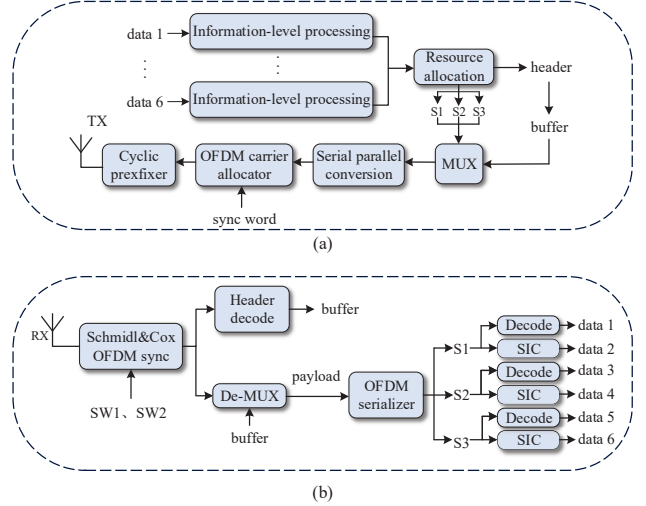 data 1
Information-level processing
data 6
Information-level processing
Resource
allocation
header
S1 S2 S3
buffer
TX
Cyclic
prexfixer
OFDM carrier
allocator
Serial parallel
conversion
MUX
sync word
(a)
RX
Schmidl&Cox
OFDM sync
SW1、SW2
Header
decode
buffer
De-MUX
buffer
payload
OFDM
serializer
S1
Decode
data 1
SIC
data 2
S2
Decode
data 3
SIC
data 4
S3
Decode
data 5
SIC
data 6
(b)